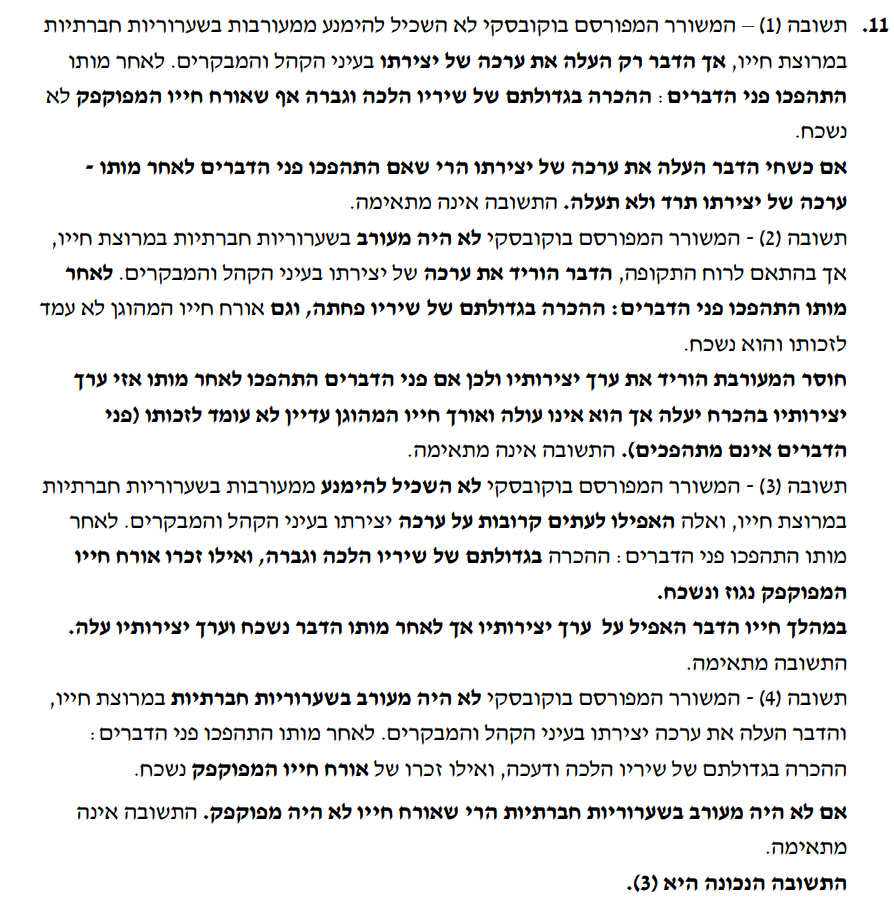 11. תשובה (1) – המשורר המפורסם בוקובסקי לא השכיל להימנע ממעורבות בשערוריות חברתיות
במרוצת חייו, אך הדבר רק העלה את ערכה של יצירתו בעיני הקהל והמבקרים. לאחר מותו
התהפכו פני הדברים: ההכרה בגדולתם של שיריו הלכה וגברה אף שאורח חייו המפוקפק לא
נשכח.
אם כשחי הדבר העלה את ערכה של יצירתו הרי שאם התהפכו פני הדברים לאחר מותו -
ערכה של יצירתו תרד ולא תעלה. התשובה אינה מתאימה.
תשובה (2) - המשורר המפורסם בוקובסקי לא היה מעורב בשערוריות חברתיות במרוצת חייו,
אך בהתאם לרוח התקופה, הדבר הוריד את ערכה של יצירתו בעיני הקהל והמבקרים. לאחר
מותו התהפכו פני הדברים: ההכרה בגדולתם של שיריו פחתה, וגם אורח חייו המהוגן לא עמד
לזכותו והוא נשכח.
חוסר המעורבת הוריד את ערך יצירותיו ולכן אם פני הדברים התהפכו לאחר מותו אזי ערך
יצירותיו בהכרח יעלה אך הוא אינו עולה ואורך חייו המהוגן עדיין לא עומד לזכותו (פני
הדברים אינם מתהפכים). התשובה אינה מתאימה.
תשובה (3) - המשורר המפורסם בוקובסקי לא השכיל להימנע ממעורבות בשערוריות חברתיות
במרוצת חייו, ואלה האפילו לעתים קרובות על ערכה יצירתו בעיני הקהל והמבקרים. לאחר
מותו התהפכו פני הדברים: ההכרה בגדולתם של שיריו הלכה וגברה, ואילו זכרו אורח חייו
המפוקפק נגוז ונשכח.
במהלך חייו הדבר האפיל על ערך יצירותיו אך לאחר מותו הדבר נשכח וערך יצירותיו עלה.
התשובה מתאימה.
תשובה (4) - המשורר המפורסם בוקובסקי לא היה מעורב בשערוריות חברתיות במרוצת חייו,
והדבר העלה את ערכה יצירתו בעיני הקהל והמבקרים. לאחר מותו התהפכו פני הדברים:
ההכרה בגדולתם של שיריו הלכה ודעכה, ואילו זכרו של אורח חייו המפוקפק נשכח.
אם לא היה מעורב בשערוריות חברתיות הרי שאורח חייו לא היה מפוקפק. התשובה אינה
מתאימה.
התשובה הנכונה היא (3).